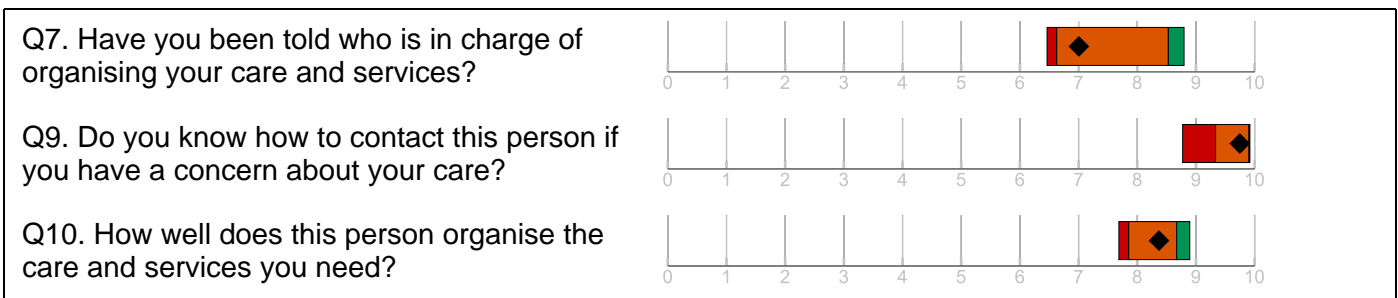 Q7. Have you been told who is in charge of
organising your care and services?
0 1 2 3 4 5 6 7 8 9 10
Q9. Do you know how to contact this person if
you have a concern about your care?
0 1 2 3 4 5 6 7 8 9 10
Q10. How well does this person organise the
care and services you need?
0 1 2 3 4 5 6 7 8 9 10